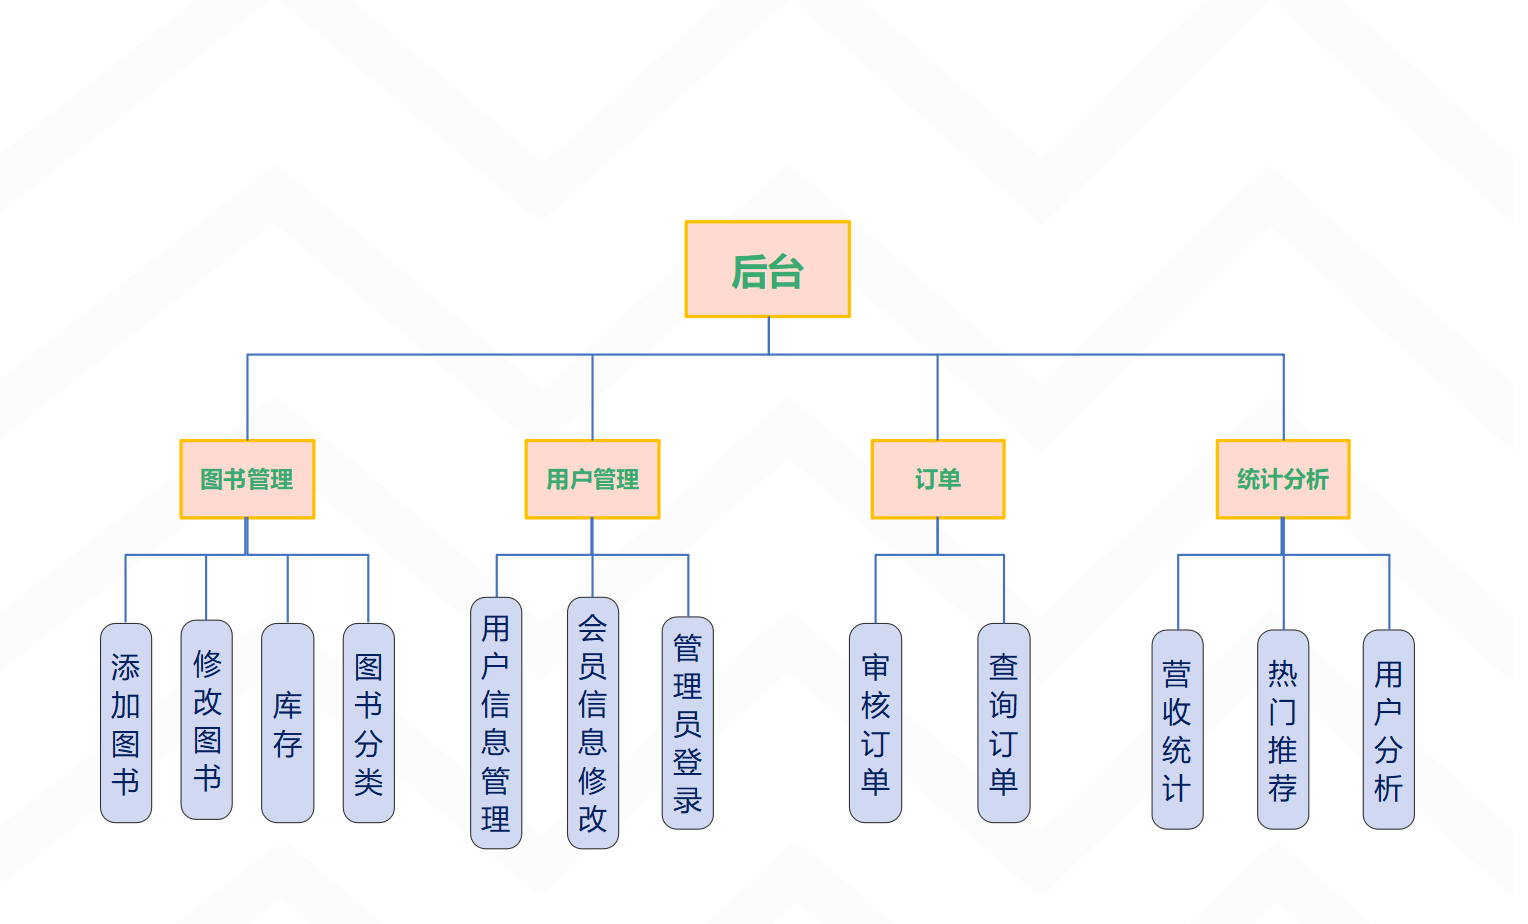 后台
图书管理
用户管理
订单
统计分析
添加图书
修改图书
库存
图书分类
用户信息管理
会员信息修改
管理员登录
审核订单
查询订单
营收统计
热门推荐
用户分析